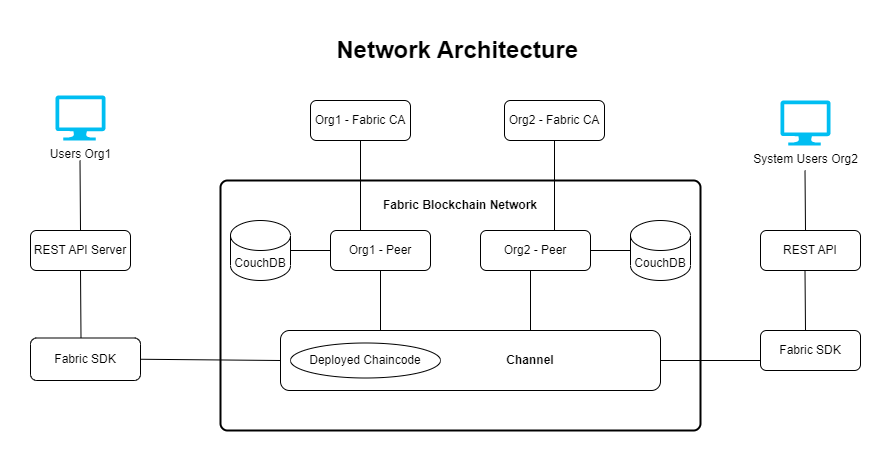 Network Architecture
Users Org1
Org1 - Fabric CA
Org2 - Fabric CA
System Users Org2
Fabric Blockchain Network
REST API Server
CouchDB
Org1 - Peer
Org2 - Peer
CouchDB
REST API
Fabric SDK
Deployed Chaincode
Channel
Fabric SDK